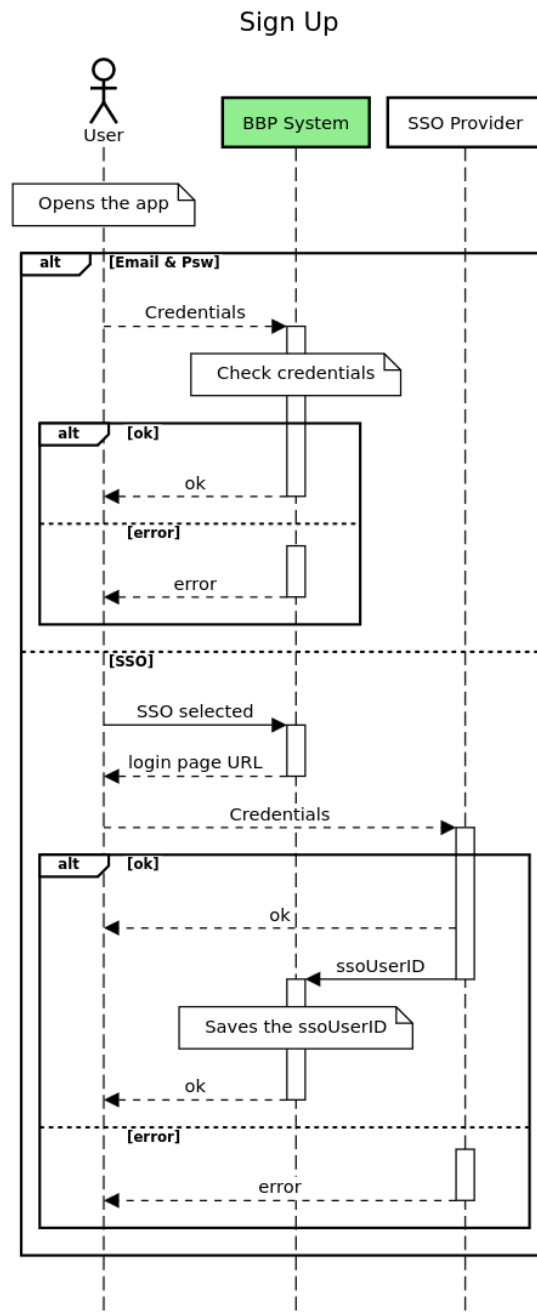 Sign Up
User
BBP System
SSO Provider
Opens the app
alt
[Email & Psw]
Credentials
Check credentials
alt
[ok]
ok
[error]
error
[SSO]
SSO selected
login page URL
Credentials
alt
[ok]
ok
ssoUserID
Saves the ssoUserID
ok
[error]
error